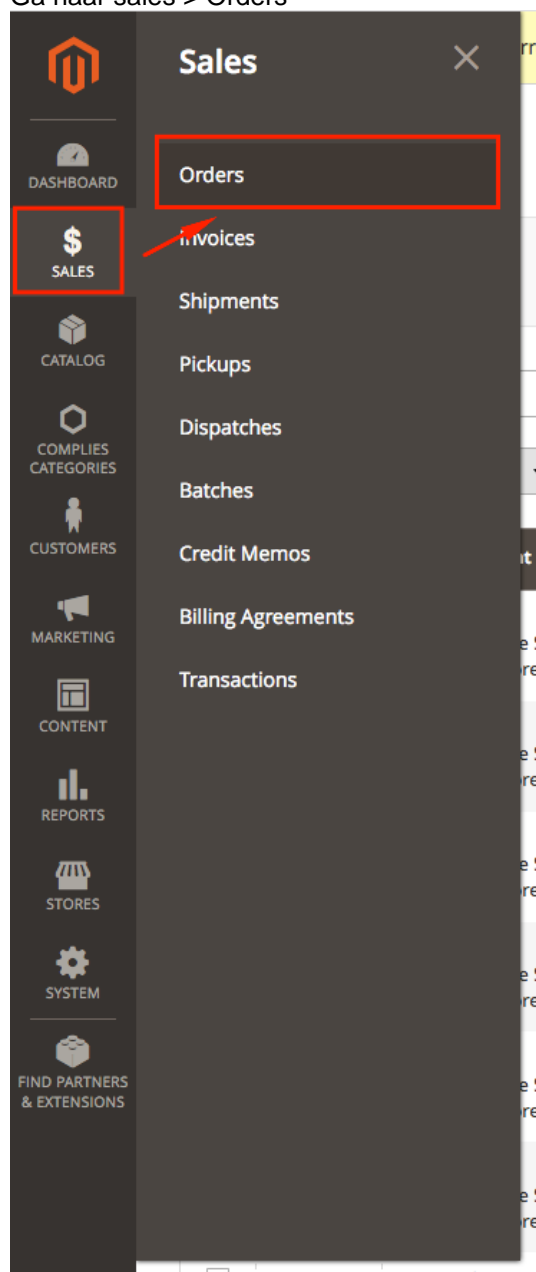 Ga naar sales > Orders
Sales
DASHBOARD
Orders
$
SALES
Invoices
Shipments
CATALOG
Pickups
COMPLIES
CATEGORIES
Dispatches
Batches
CUSTOMERS
Credit Memos
MARKETING
Billing Agreements
Transactions
CONTENT
REPORTS
STORES
SYSTEM
FIND PARTNERS
& EXTENSIONS